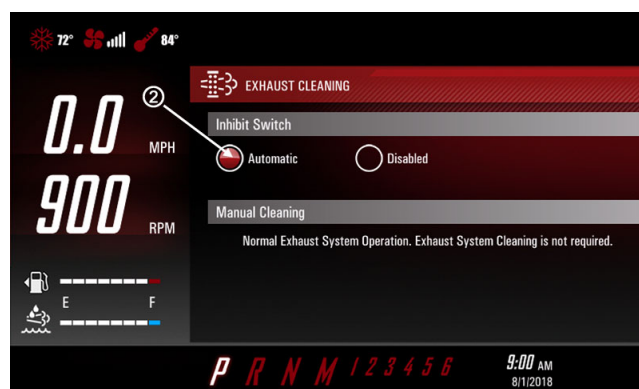 72° 84°
EXHAUST CLEANING
②
Inhibit Switch
0.0 MPH
Automatic Disabled
900 RPM
Manual Cleaning
Normal Exhaust System Operation. Exhaust System Cleaning is not required.
E F
P R N M 1 2 3 4 5 6
9:00 AM
8/1/2018